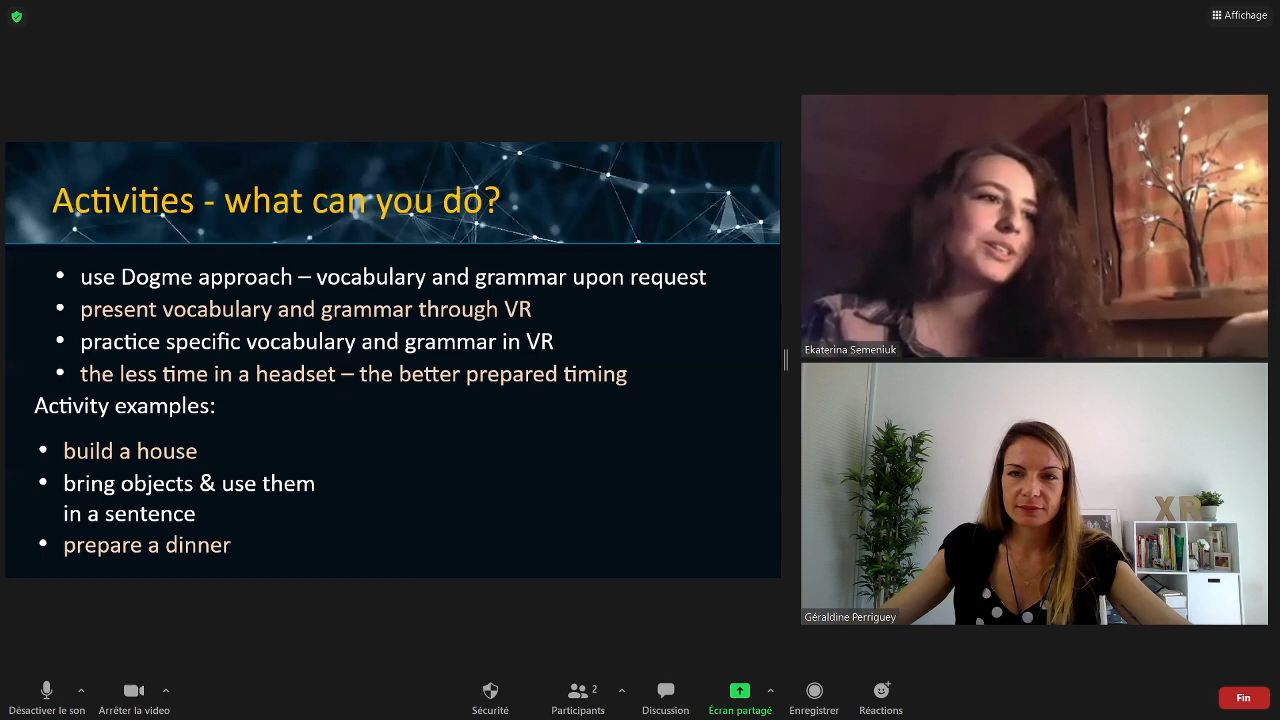 Affichage
Activities - what can you do?
• use Dogme approach – vocabulary and grammar upon request
• present vocabulary and grammar through VR
• practice specific vocabulary and grammar in VR
• the less time in a headset – the better prepared timing
Activity examples:
• build a house
• bring objects & use them
in a sentence
• prepare a dinner
Ekaterina Semeniuk
XR
Géraldine Perriguey
Désactiver le son
Arrêter la video
Sécurité
2
Participants
Discussion
Écran partagé
Enregistrer
Réactions
Fin